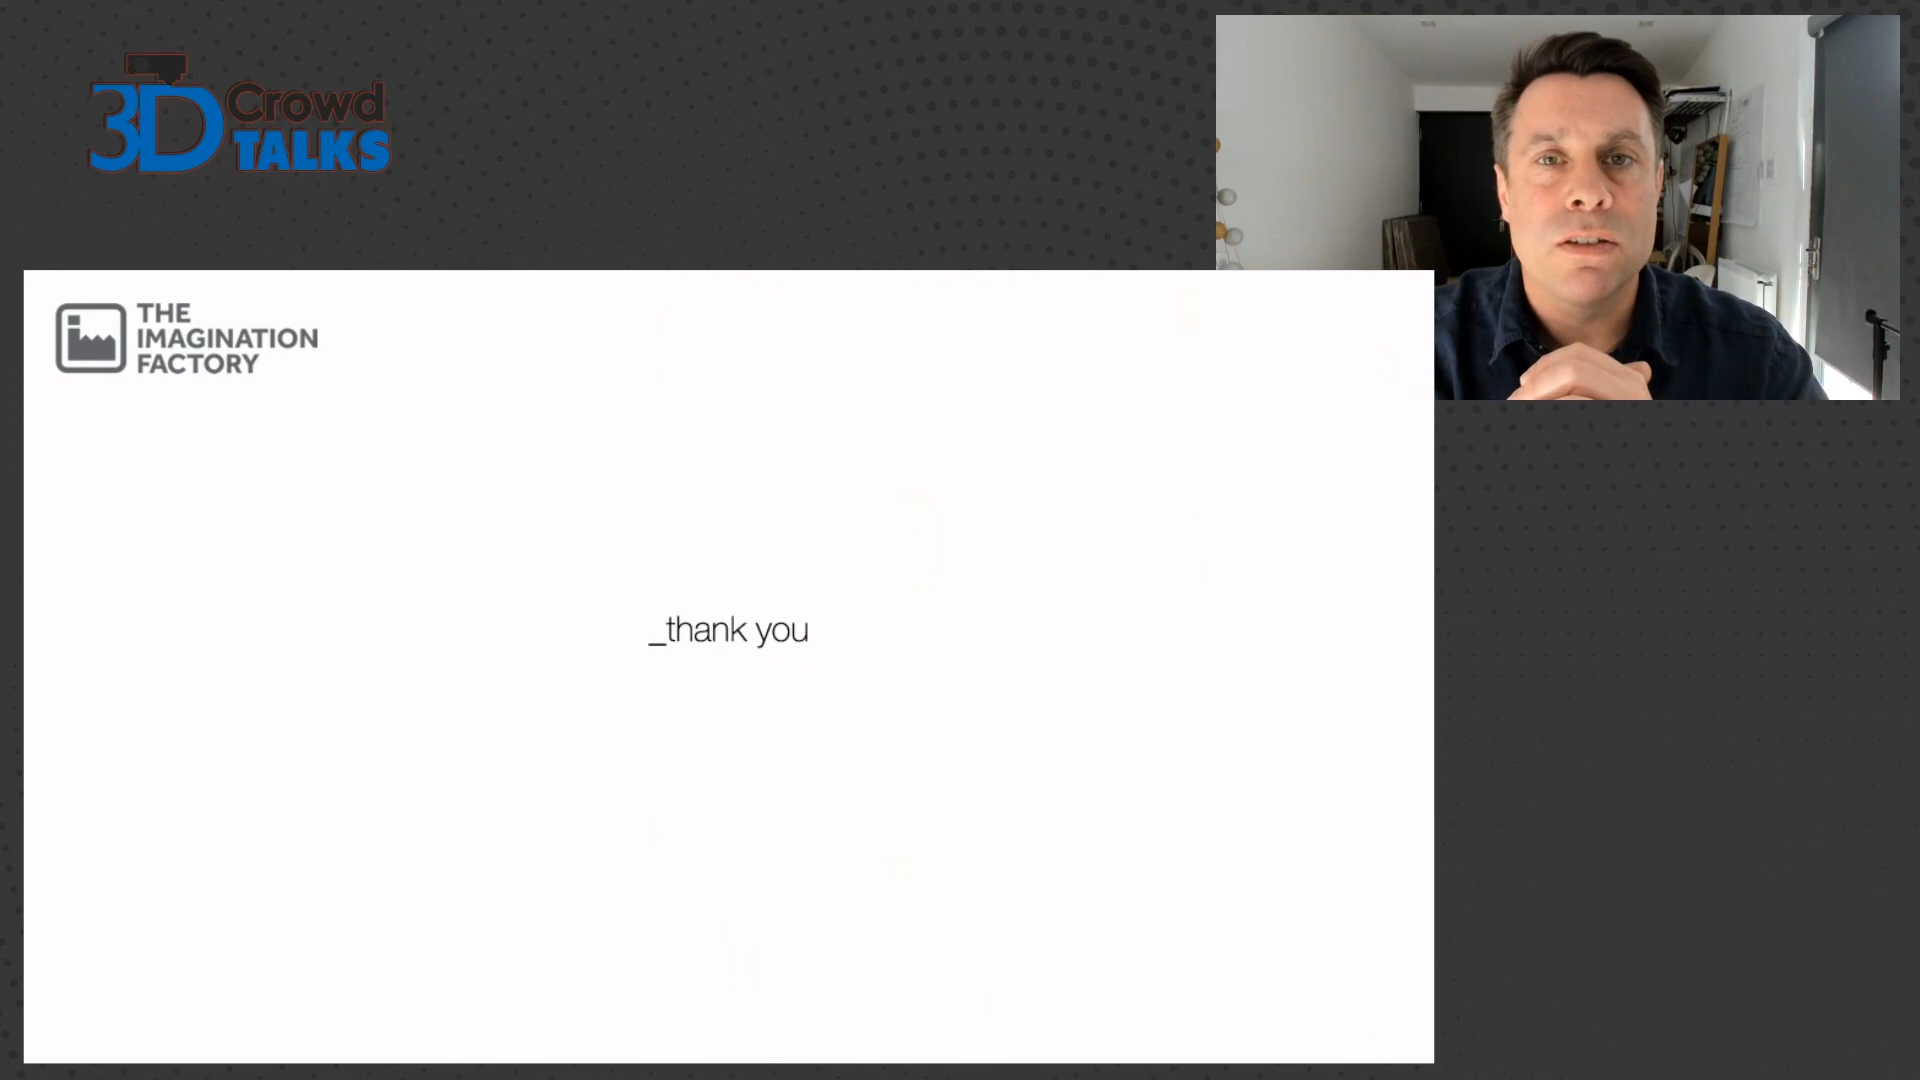 3D Crowd
TALKS
THE
IMAGINATION
FACTORY
_thank you